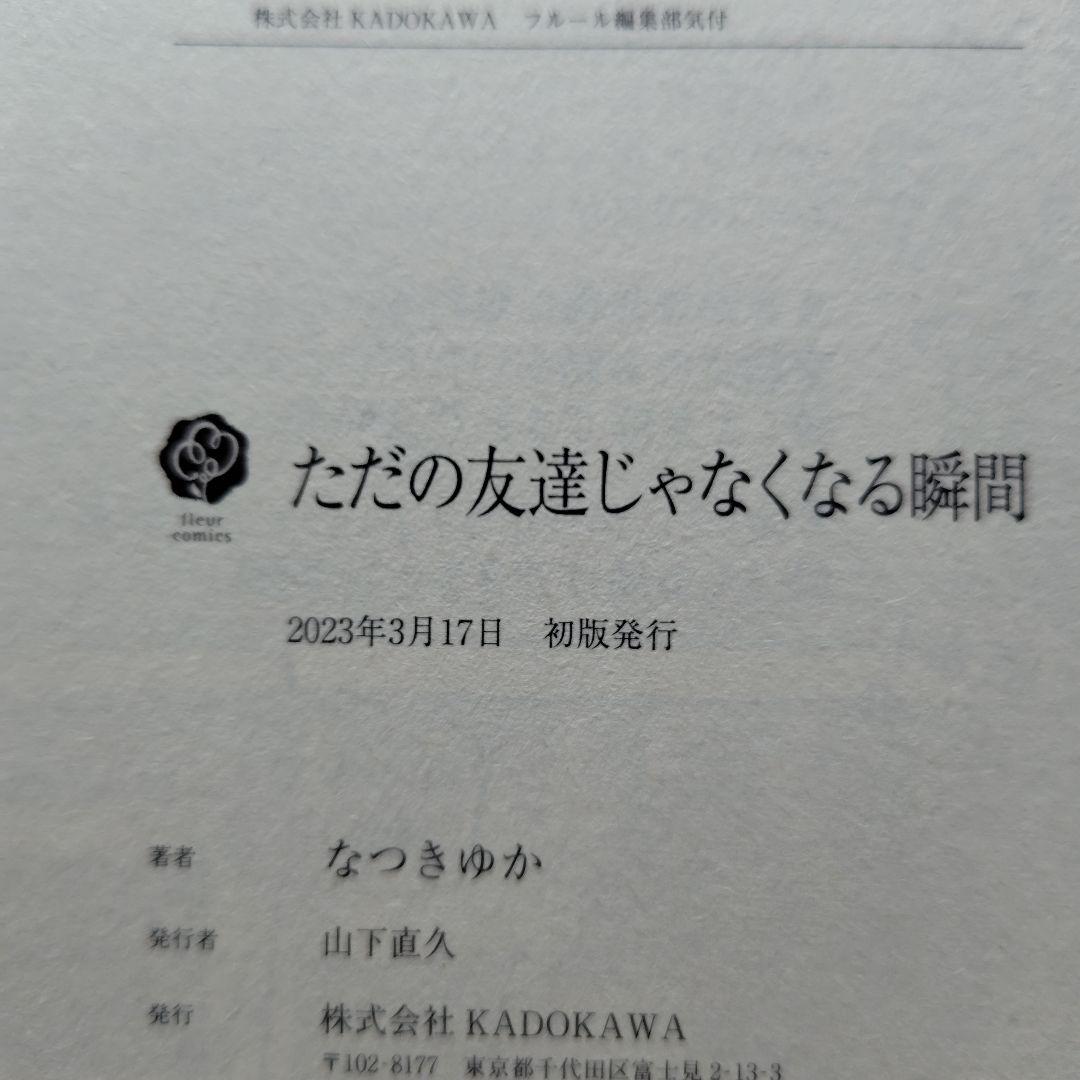 株式会社 KADOKAWA　フルール編集部気付
fleur
comics
ただの友達じゃなくなる瞬間
2023年3月17日　初版発行
著者　なつきゆか
発行者　山下直久
発行　株式会社 KADOKAWA
〒102-8177　東京都千代田区富士見 2-13-3